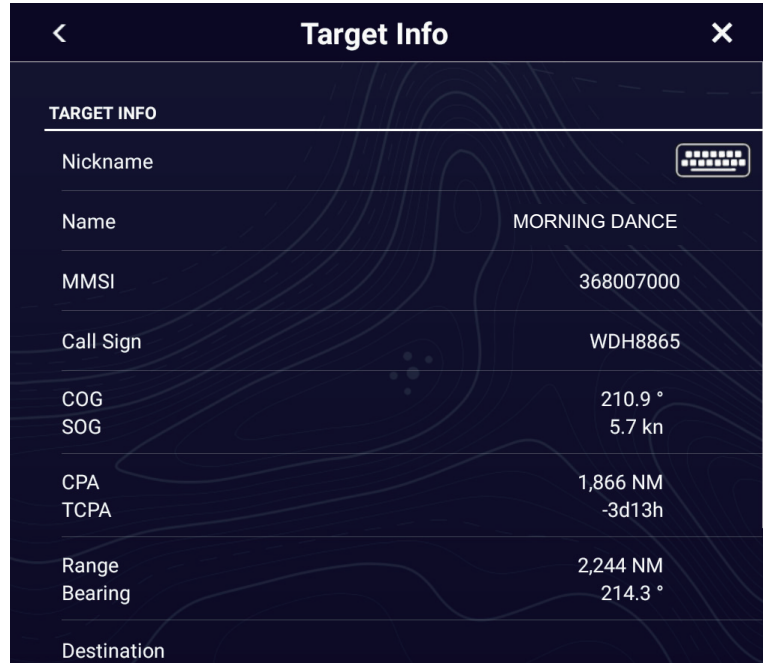 Target Info
TARGET INFO
Nickname
Name MORNING DANCE
MMSI 368007000
Call Sign WDH8865
COG 210.9 °
SOG 5.7 kn
CPA 1,866 NM
TCPA -3d13h
Range 2,244 NM
Bearing 214.3 °
Destination